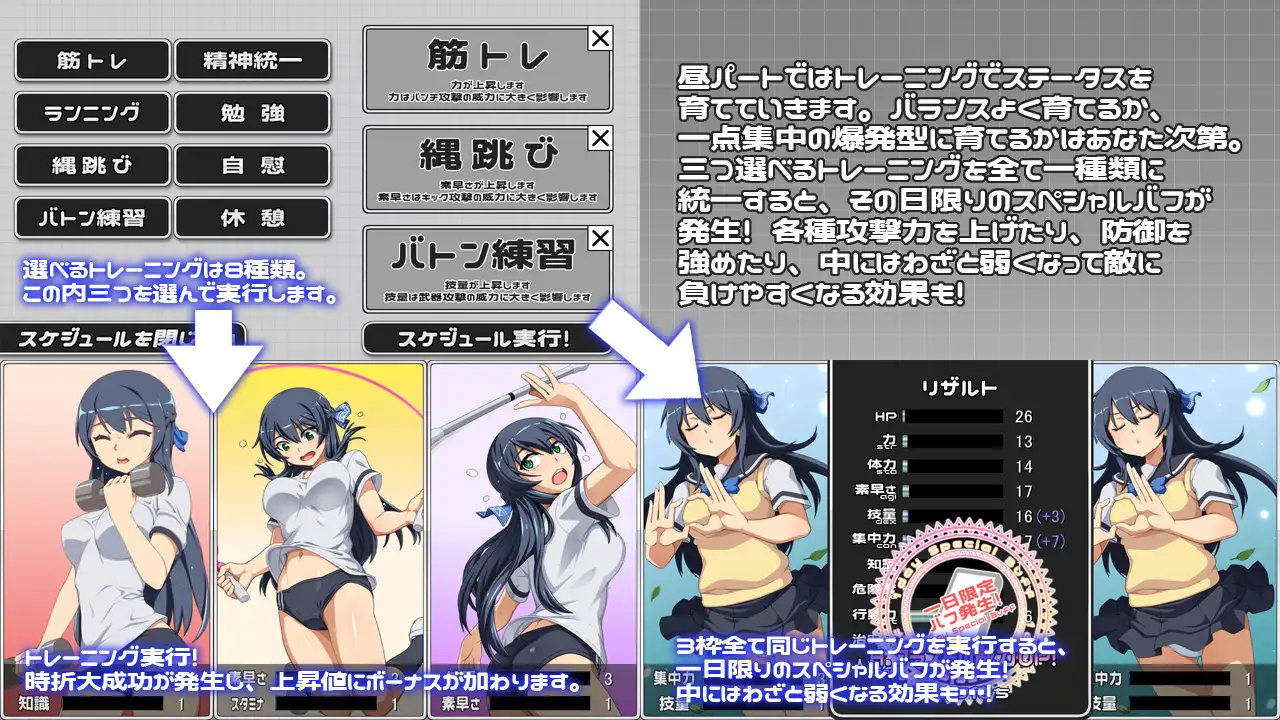 筋トレ
精神統一
ランニング
勉強
縄跳び
自慰
バトン練習
休憩
選べるトレーニングは8種類。
この内三つを選んで実行します。
スケジュールを閉じ
筋トレ
力が上昇します
力はパンチ攻撃の威力に大きく影響します
縄跳び
素早さが上昇します
素早さはキック攻撃の威力に大きく影響します
バトン練習
技量が上昇します
技量は武器攻撃の威力に大きく影響します
スケジュール実行!
昼パートではトレーニングでステータスを
育てていきます。バランスよく育てるか、
一点集中の爆発型に育てるかはあなた次第。
三つ選べるトレーニングを全て一種類に
統一すると、その日限りのスペシャルバフが
発生!各種攻撃力を上げたり、防御を
強めたり、中にはわざと弱くなって敵に
負けやすくなる効果も!
トレーニング実行!
時折大成功が発生し、上昇値にボーナスが加わります。
知識 1
スタミナ
素早さ 1
3
リザルト
HP 26
力 str 13
体力 sta 14
素早さ agi 17
技量 dex 16(+3)
集中力 con 7(+7)
Special
一日限定
バフ発生!
Special Buff
3枠全て同じトレーニングを実行すると、
一日限りのスペシャルバフが発生!
中にはわざと弱くなる効果も…!
集中力
技量
中力 1
技量 1